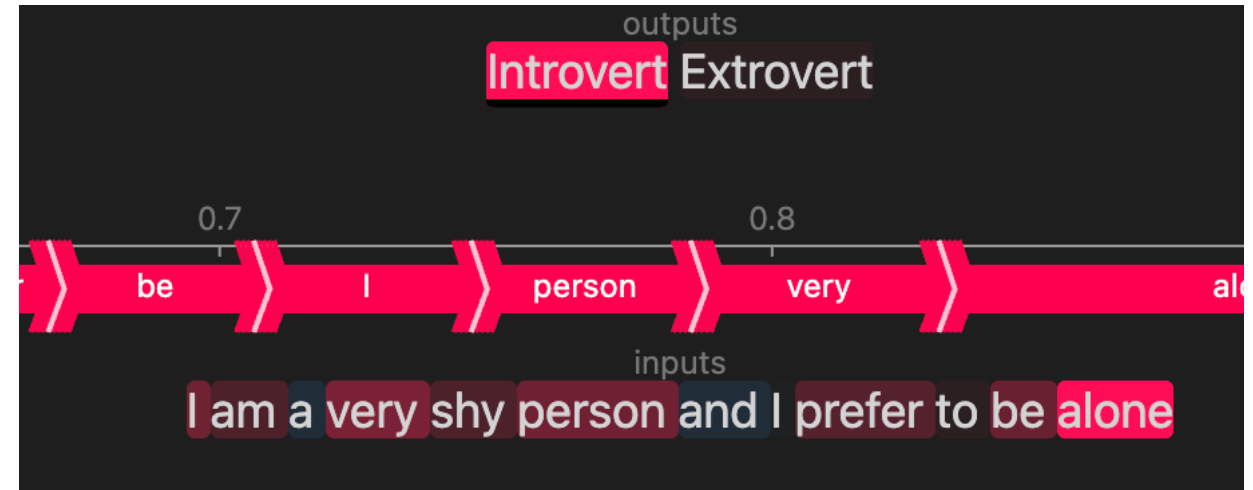 outputs
Introvert Extrovert
0.7 0.8
be I person very
inputs
I am a very shy person and I prefer to be alone